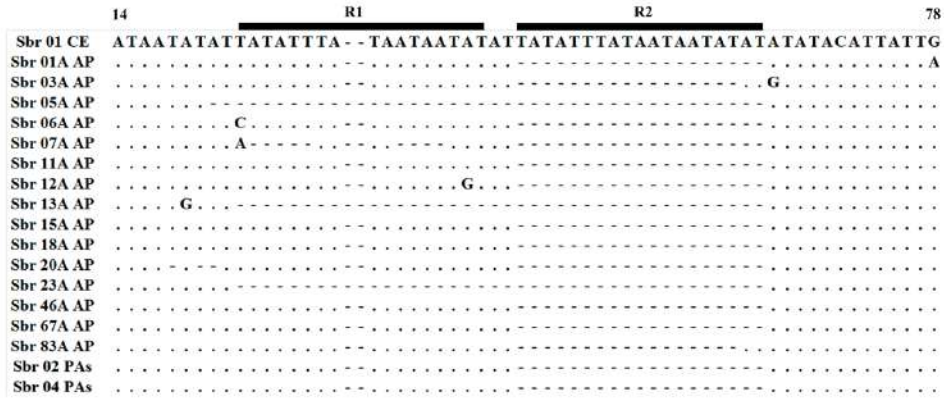 14 R1 R2 78
Sbr 01 CE ATAATATATTATATTTA--TAATAATATATTATATTTATAATAATATATATATACATTATTG
Sbr 01A AP .................--...........-------------------............A
Sbr 03A AP .................--...........------------------.G............
Sbr 05A AP .......------------------------------------------.............
Sbr 06A AP .........C.......--...........-------------------.............
Sbr 07A AP .........A------.--..----.....-------------------.............
Sbr 11A AP .................--...........-------------------.............
Sbr 12A AP .................--.......G...-------------------.............
Sbr 13A AP .....G...----------------------------------------.............
Sbr 15A AP .................--...........-------------------.............
Sbr 18A AP .................--...........-------------------.............
Sbr 20A AP ....-.--.........--...........-------------------.............
Sbr 23A AP .........----------------------------------------.............
Sbr 46A AP .................--...........-------------------.............
Sbr 67A AP .................--...........-------------------.............
Sbr 83A AP .................--...........-----------------...............
Sbr 02 PAs .................--...........-------------------.............
Sbr 04 PAs .................--...........-------------------.............